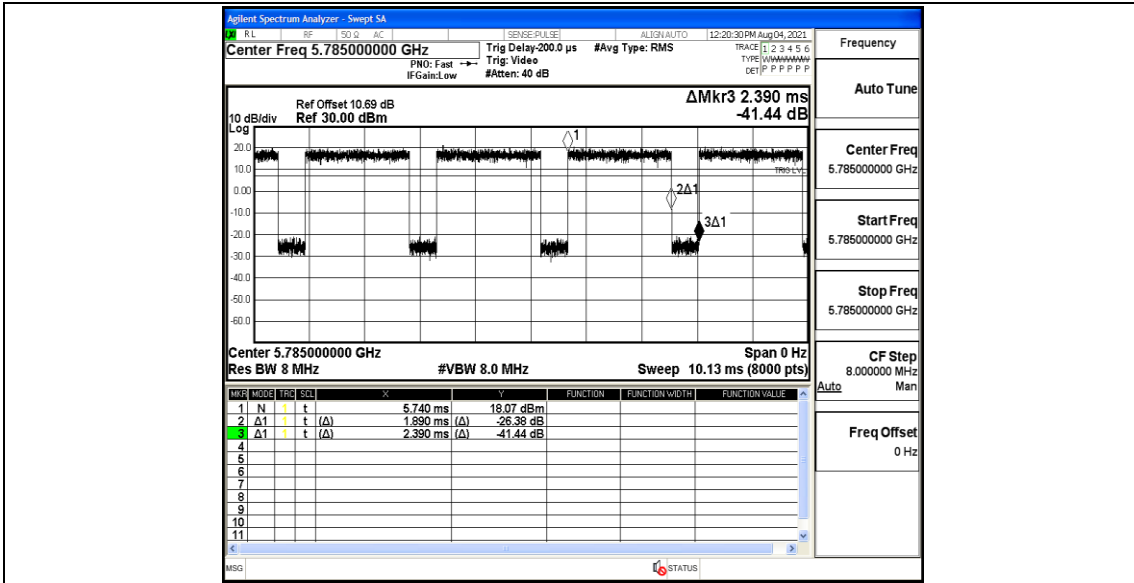 Agilent Spectrum Analyzer - Swept SA
LXI RL RF 50 Ω AC SENSE:PULSE ALIGN AUTO 12:20:30 PM Aug 04, 2021
Center Freq 5.785000000 GHz
PNO: Fast
IFGain:Low
Trig Delay-200.0 µs
Trig: Video
#Atten: 40 dB
#Avg Type: RMS
TRACE 1 2 3 4 5 6
TYPE WWWWWW
DET P P P P P P
Ref Offset 10.69 dB
10 dB/div Ref 30.00 dBm
ΔMkr3 2.390 ms
-41.44 dB
Log
20.0
10.0
0.00
-10.0
-20.0
-30.0
-40.0
-50.0
-60.0
1
TRIG LVL
2Δ1
3Δ1
Center 5.785000000 GHz Span 0 Hz
Res BW 8 MHz #VBW 8.0 MHz Sweep 10.13 ms (8000 pts)
MKR MODE TRC SCL X Y FUNCTION FUNCTION WIDTH FUNCTION VALUE
1 N 1 t 5.740 ms 18.07 dBm
2 Δ1 1 t (Δ) 1.890 ms (Δ) -26.38 dB
3 Δ1 1 t (Δ) 2.390 ms (Δ) -41.44 dB
4
5
6
7
8
9
10
11
MSG STATUS
Frequency
Auto Tune
Center Freq
5.785000000 GHz
Start Freq
5.785000000 GHz
Stop Freq
5.785000000 GHz
CF Step
8.000000 MHz
Auto Man
Freq Offset
0 Hz